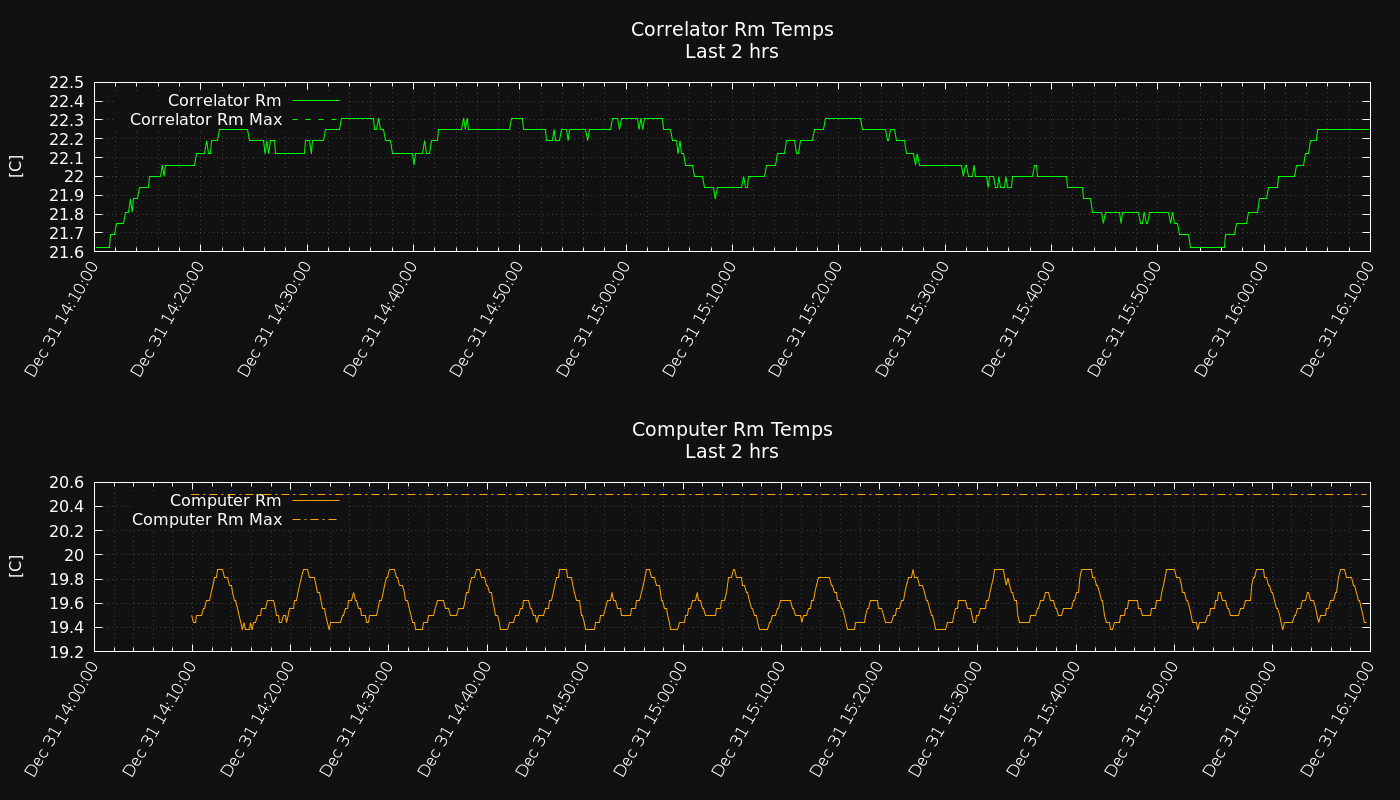 Correlator Rm Temps
Last 2 hrs
22.5
22.4
22.3
22.2
22.1
22
21.9
21.8
21.7
21.6
[C]
Correlator Rm
Correlator Rm Max
Dec 31 14:10:00
Dec 31 14:20:00
Dec 31 14:30:00
Dec 31 14:40:00
Dec 31 14:50:00
Dec 31 15:00:00
Dec 31 15:10:00
Dec 31 15:20:00
Dec 31 15:30:00
Dec 31 15:40:00
Dec 31 15:50:00
Dec 31 16:00:00
Dec 31 16:10:00
Computer Rm Temps
Last 2 hrs
20.6
20.4
20.2
20
19.8
19.6
19.4
19.2
[C]
Computer Rm
Computer Rm Max
Dec 31 14:00:00
Dec 31 14:10:00
Dec 31 14:20:00
Dec 31 14:30:00
Dec 31 14:40:00
Dec 31 14:50:00
Dec 31 15:00:00
Dec 31 15:10:00
Dec 31 15:20:00
Dec 31 15:30:00
Dec 31 15:40:00
Dec 31 15:50:00
Dec 31 16:00:00
Dec 31 16:10:00